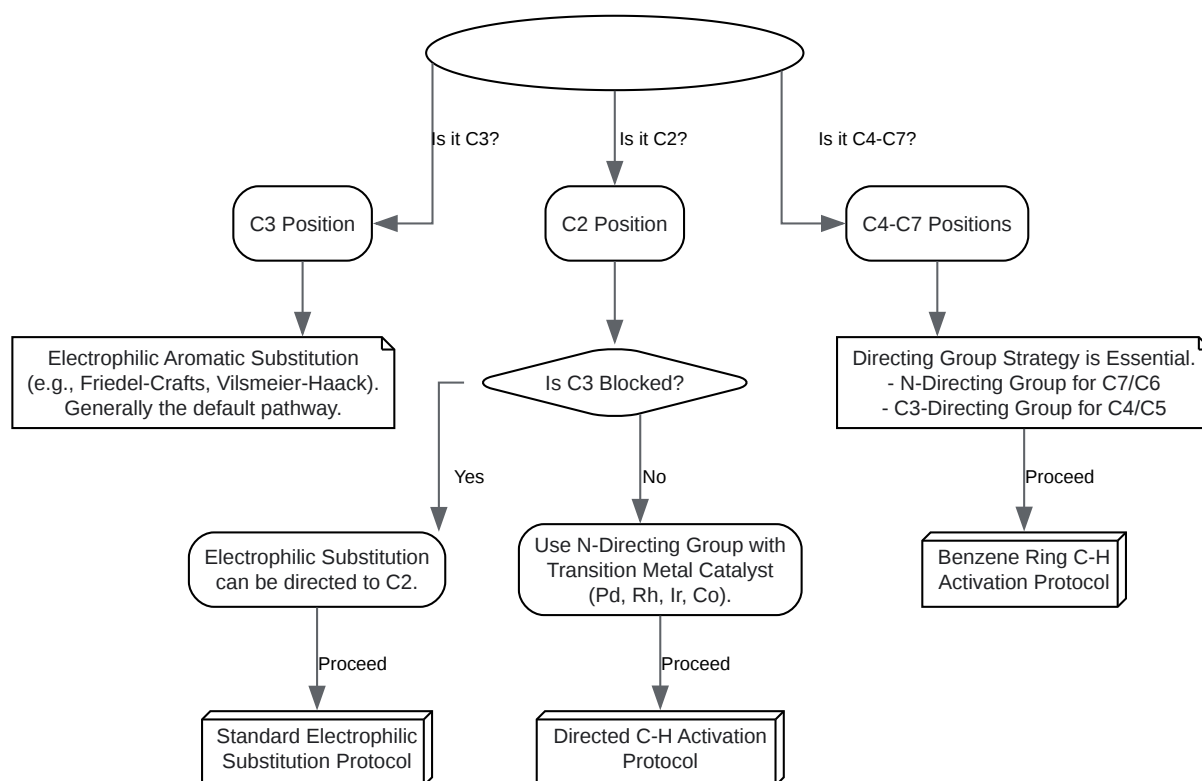 Is it C3?
Is it C2?
Is it C4-C7?
C3 Position
C2 Position
C4-C7 Positions
Electrophilic Aromatic Substitution
(e.g., Friedel-Crafts, Vilsmeier-Haack).
Generally the default pathway.
Is C3 Blocked?
Directing Group Strategy is Essential.
- N-Directing Group for C7/C6
- C3-Directing Group for C4/C5
Yes
No
Proceed
Electrophilic Substitution
can be directed to C2.
Use N-Directing Group with
Transition Metal Catalyst
(Pd, Rh, Ir, Co).
Benzene Ring C-H
Activation Protocol
Proceed
Proceed
Standard Electrophilic
Substitution Protocol
Directed C-H Activation
Protocol